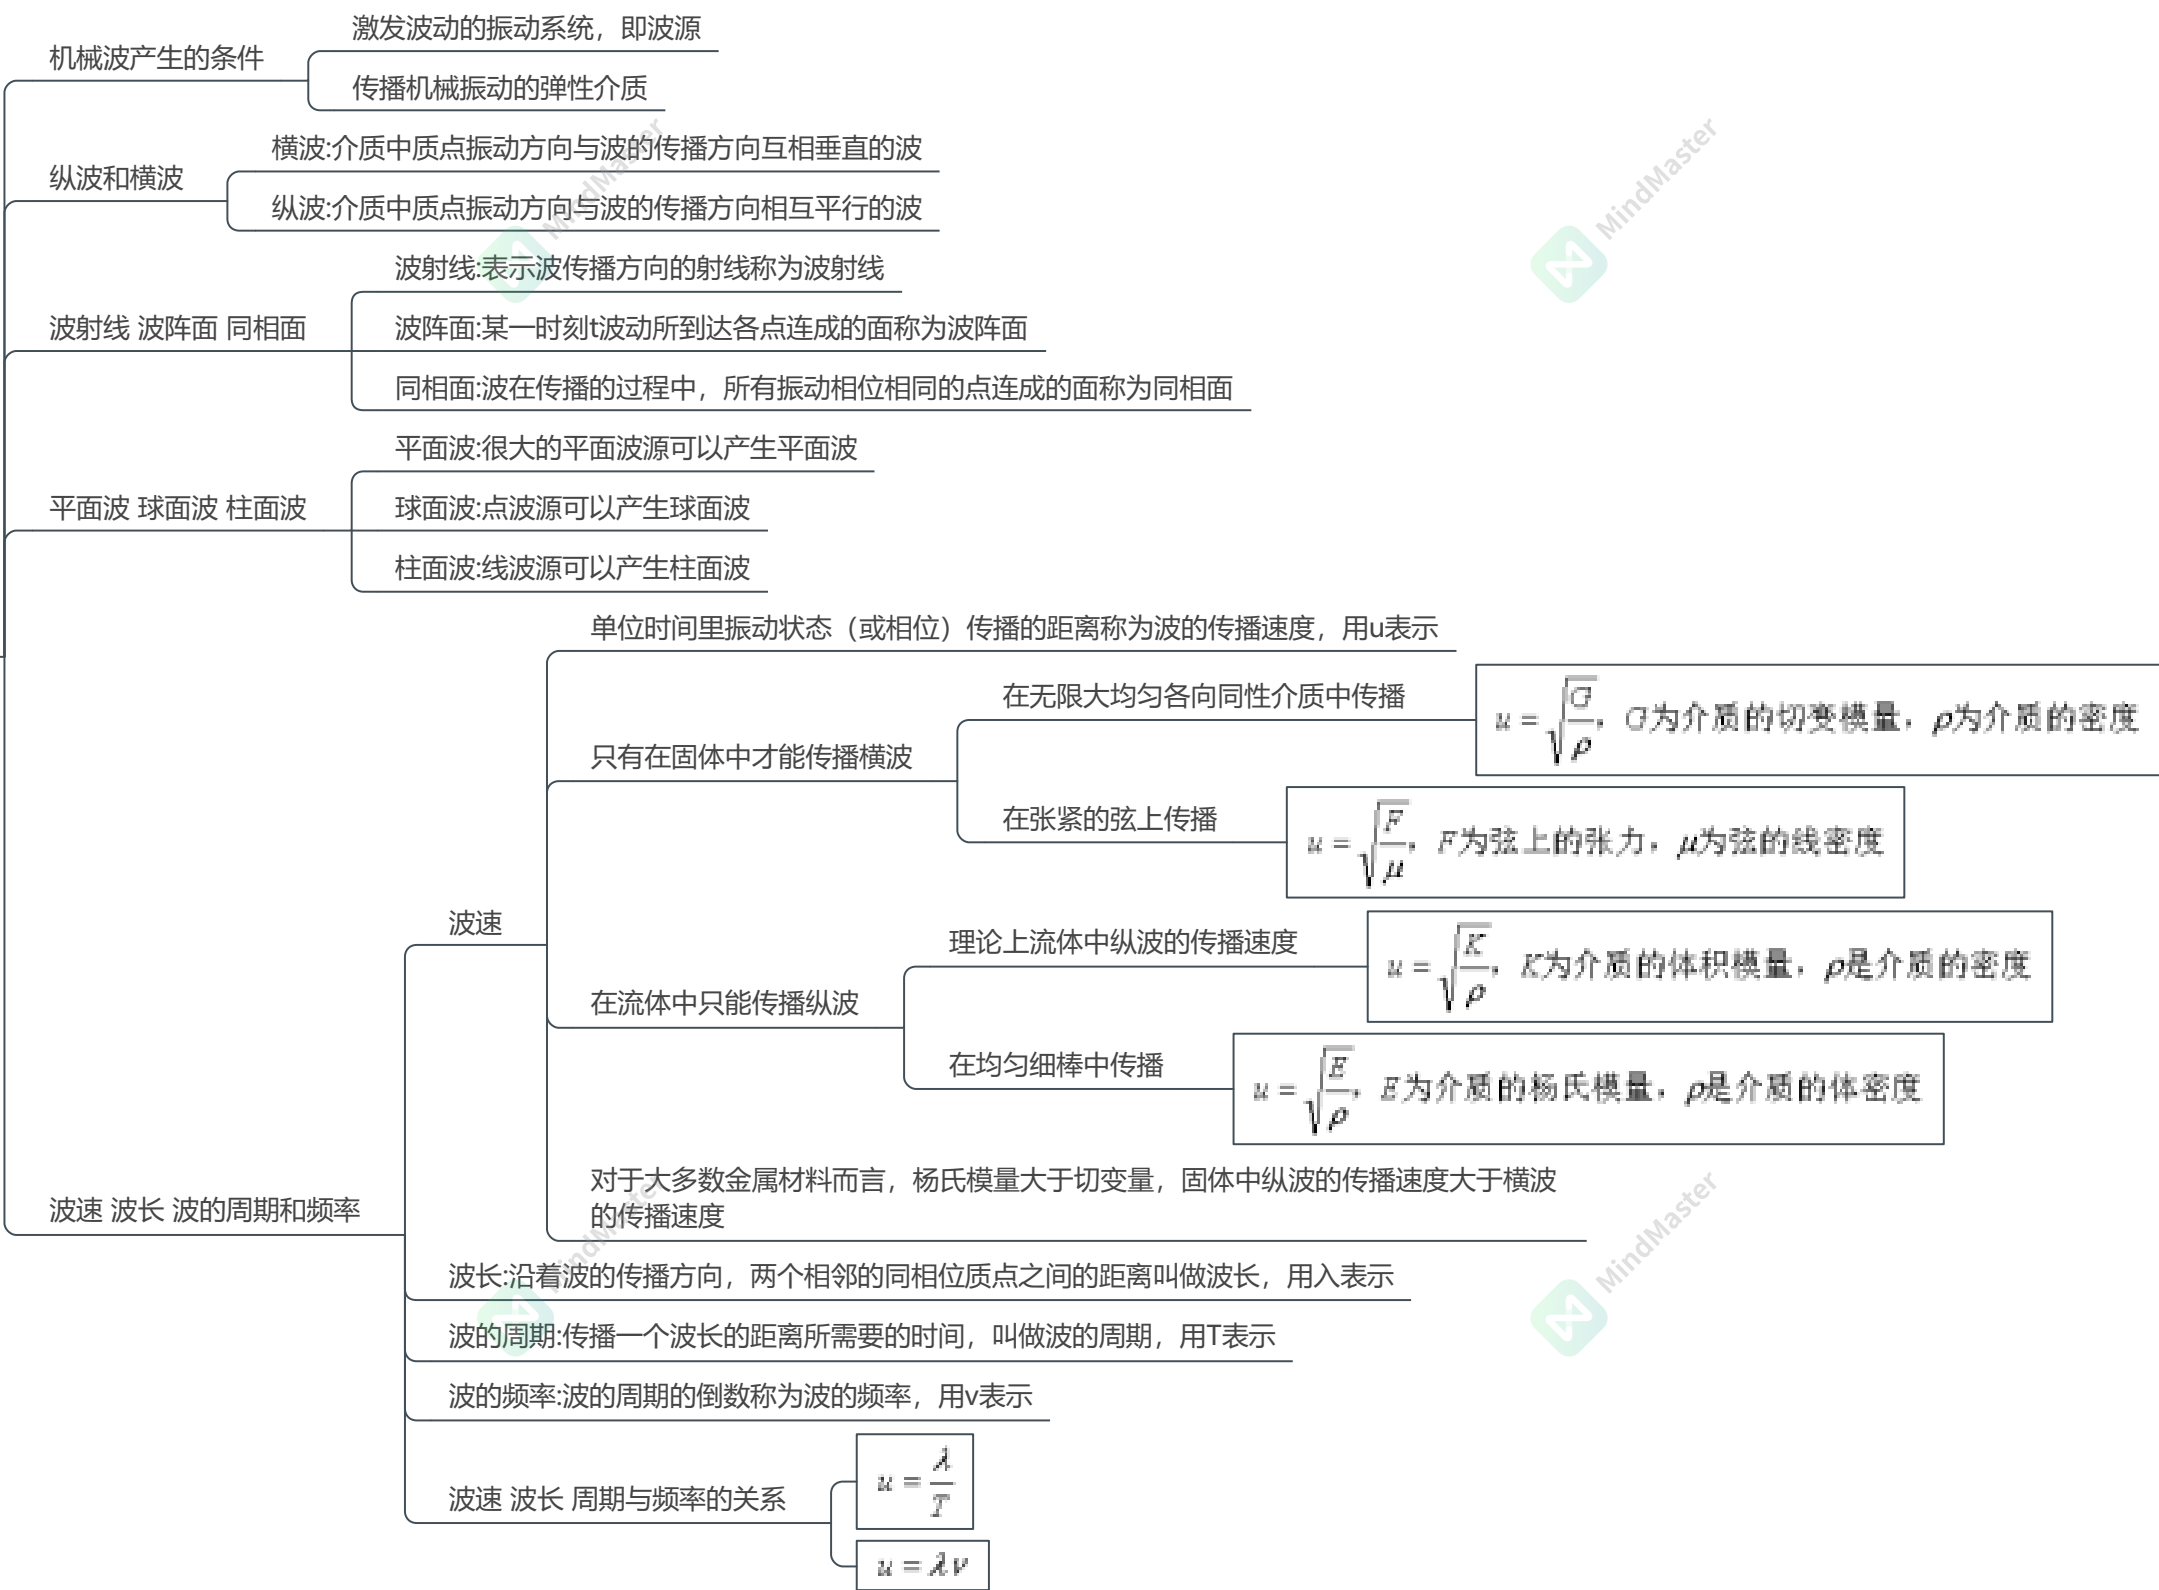 机械波产生的条件
激发波动的振动系统，即波源
传播机械振动的弹性介质
纵波和横波
横波:介质中质点振动方向与波的传播方向互相垂直的波
纵波:介质中质点振动方向与波的传播方向相互平行的波
波射线 波阵面 同相面
波射线:表示波传播方向的射线称为波射线
波阵面:某一时刻t波动所到达各点连成的面称为波阵面
同相面:波在传播的过程中，所有振动相位相同的点连成的面称为同相面
平面波 球面波 柱面波
平面波:很大的平面波源可以产生平面波
球面波:点波源可以产生球面波
柱面波:线波源可以产生柱面波
波速 波长 波的周期和频率
波速
单位时间里振动状态（或相位）传播的距离称为波的传播速度，用u表示
只有在固体中才能传播横波
在无限大均匀各向同性介质中传播
u = √(G/ρ)，G为介质的切变模量，ρ为介质的密度
在张紧的弦上传播
u = √(F/μ)，F为弦上的张力，μ为弦的线密度
在流体中只能传播纵波
理论上流体中纵波的传播速度
u = √(K/ρ)，K为介质的体积模量，ρ是介质的密度
在均匀细棒中传播
u = √(E/ρ)，E为介质的杨氏模量，ρ是介质的体密度
对于大多数金属材料而言，杨氏模量大于切变量，固体中纵波的传播速度大于横波
的传播速度
波长:沿着波的传播方向，两个相邻的同相位质点之间的距离叫做波长，用入表示
波的周期:传播一个波长的距离所需要的时间，叫做波的周期，用T表示
波的频率:波的周期的倒数称为波的频率，用v表示
波速 波长 周期与频率的关系
u = λ/T
u = λν
MindMaster
MindMaster
MindMaster
MindMaster